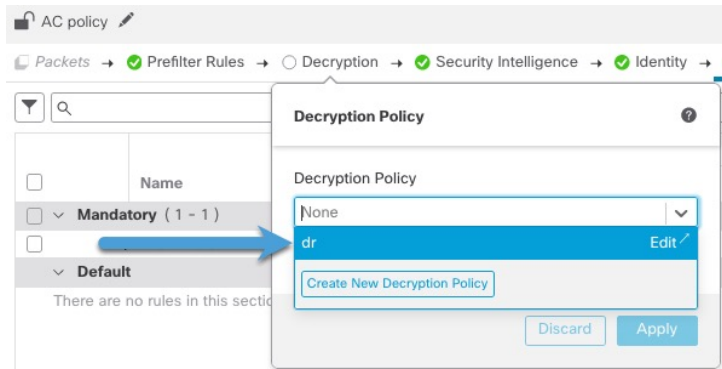 AC policy
Packets → Prefilter Rules → Decryption → Security Intelligence → Identity →
Decryption Policy
Name
Decryption Policy
None
Mandatory (1 - 1)
dr Edit
Default
Create New Decryption Policy
There are no rules in this sectio
Discard Apply